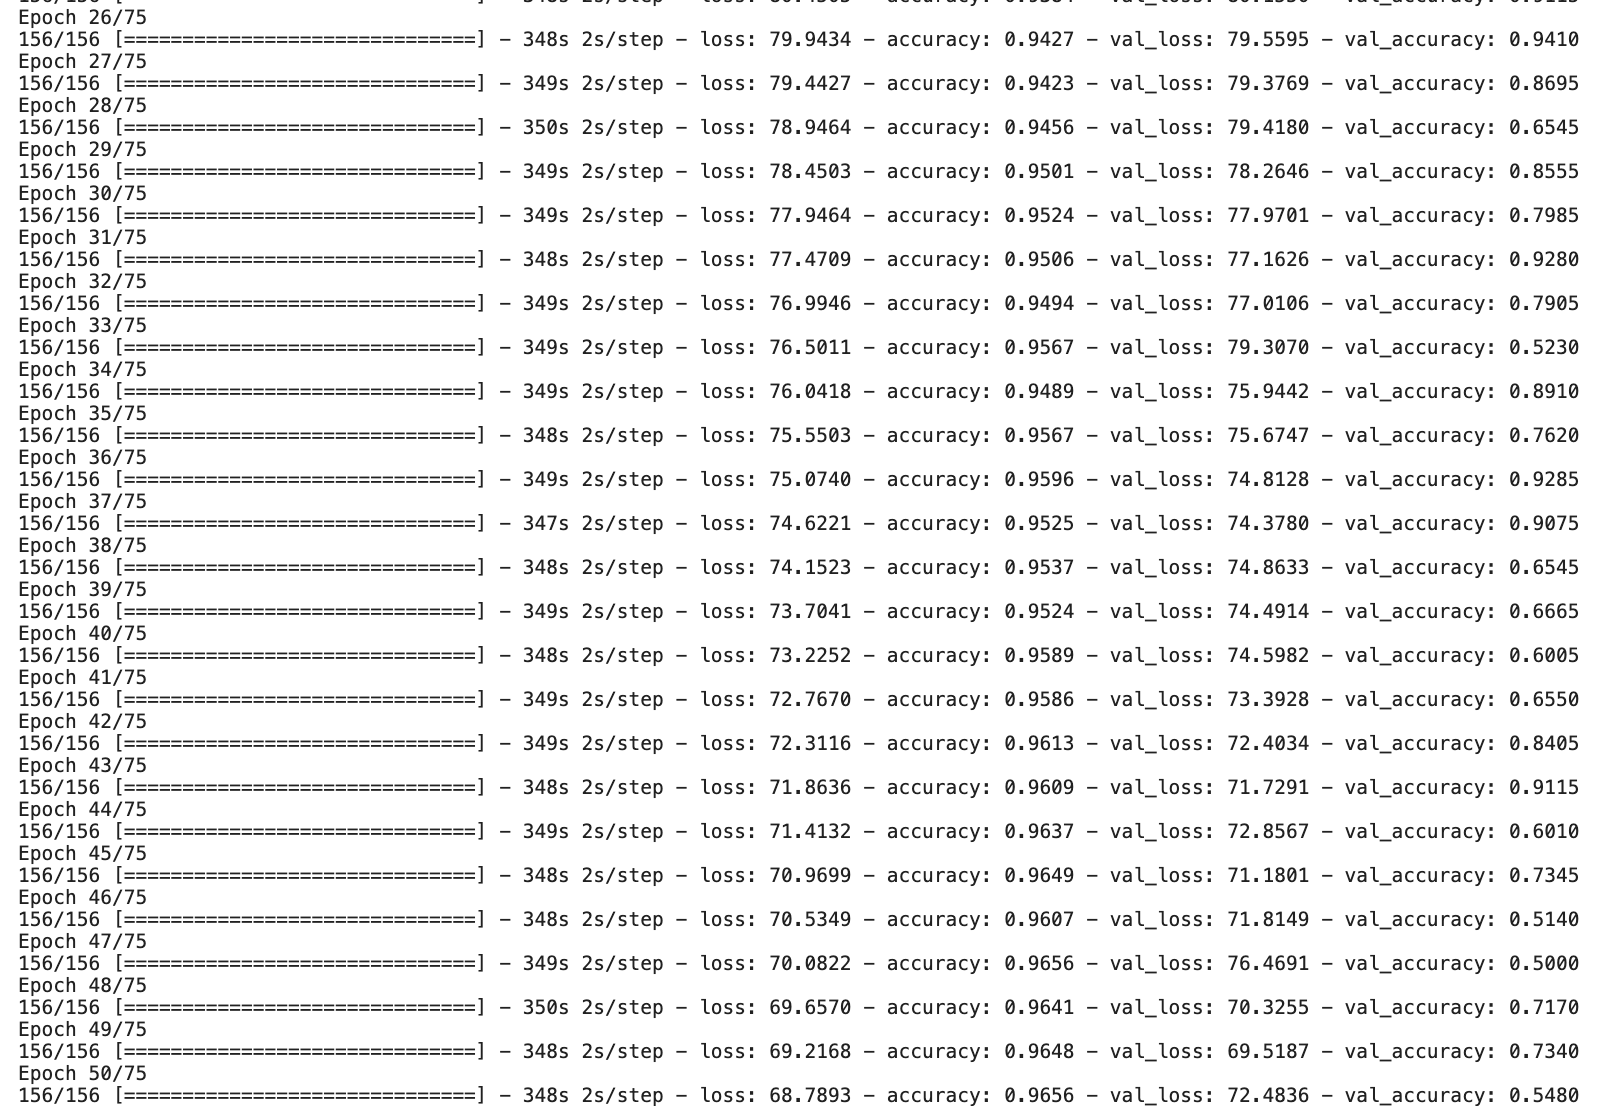 Epoch 26/75
156/156 [==============================] - 348s 2s/step - loss: 79.9434 - accuracy: 0.9427 - val_loss: 79.5595 - val_accuracy: 0.9410
Epoch 27/75
156/156 [==============================] - 349s 2s/step - loss: 79.4427 - accuracy: 0.9423 - val_loss: 79.3769 - val_accuracy: 0.8695
Epoch 28/75
156/156 [==============================] - 350s 2s/step - loss: 78.9464 - accuracy: 0.9456 - val_loss: 79.4180 - val_accuracy: 0.6545
Epoch 29/75
156/156 [==============================] - 349s 2s/step - loss: 78.4503 - accuracy: 0.9501 - val_loss: 78.2646 - val_accuracy: 0.8555
Epoch 30/75
156/156 [==============================] - 349s 2s/step - loss: 77.9464 - accuracy: 0.9524 - val_loss: 77.9701 - val_accuracy: 0.7985
Epoch 31/75
156/156 [==============================] - 348s 2s/step - loss: 77.4709 - accuracy: 0.9506 - val_loss: 77.1626 - val_accuracy: 0.9280
Epoch 32/75
156/156 [==============================] - 349s 2s/step - loss: 76.9946 - accuracy: 0.9494 - val_loss: 77.0106 - val_accuracy: 0.7905
Epoch 33/75
156/156 [==============================] - 349s 2s/step - loss: 76.5011 - accuracy: 0.9567 - val_loss: 79.3070 - val_accuracy: 0.5230
Epoch 34/75
156/156 [==============================] - 349s 2s/step - loss: 76.0418 - accuracy: 0.9489 - val_loss: 75.9442 - val_accuracy: 0.8910
Epoch 35/75
156/156 [==============================] - 348s 2s/step - loss: 75.5503 - accuracy: 0.9567 - val_loss: 75.6747 - val_accuracy: 0.7620
Epoch 36/75
156/156 [==============================] - 349s 2s/step - loss: 75.0740 - accuracy: 0.9596 - val_loss: 74.8128 - val_accuracy: 0.9285
Epoch 37/75
156/156 [==============================] - 347s 2s/step - loss: 74.6221 - accuracy: 0.9525 - val_loss: 74.3780 - val_accuracy: 0.9075
Epoch 38/75
156/156 [==============================] - 348s 2s/step - loss: 74.1523 - accuracy: 0.9537 - val_loss: 74.8633 - val_accuracy: 0.6545
Epoch 39/75
156/156 [==============================] - 349s 2s/step - loss: 73.7041 - accuracy: 0.9524 - val_loss: 74.4914 - val_accuracy: 0.6665
Epoch 40/75
156/156 [==============================] - 348s 2s/step - loss: 73.2252 - accuracy: 0.9589 - val_loss: 74.5982 - val_accuracy: 0.6005
Epoch 41/75
156/156 [==============================] - 349s 2s/step - loss: 72.7670 - accuracy: 0.9586 - val_loss: 73.3928 - val_accuracy: 0.6550
Epoch 42/75
156/156 [==============================] - 349s 2s/step - loss: 72.3116 - accuracy: 0.9613 - val_loss: 72.4034 - val_accuracy: 0.8405
Epoch 43/75
156/156 [==============================] - 348s 2s/step - loss: 71.8636 - accuracy: 0.9609 - val_loss: 71.7291 - val_accuracy: 0.9115
Epoch 44/75
156/156 [==============================] - 349s 2s/step - loss: 71.4132 - accuracy: 0.9637 - val_loss: 72.8567 - val_accuracy: 0.6010
Epoch 45/75
156/156 [==============================] - 348s 2s/step - loss: 70.9699 - accuracy: 0.9649 - val_loss: 71.1801 - val_accuracy: 0.7345
Epoch 46/75
156/156 [==============================] - 348s 2s/step - loss: 70.5349 - accuracy: 0.9607 - val_loss: 71.8149 - val_accuracy: 0.5140
Epoch 47/75
156/156 [==============================] - 349s 2s/step - loss: 70.0822 - accuracy: 0.9656 - val_loss: 76.4691 - val_accuracy: 0.5000
Epoch 48/75
156/156 [==============================] - 350s 2s/step - loss: 69.6570 - accuracy: 0.9641 - val_loss: 70.3255 - val_accuracy: 0.7170
Epoch 49/75
156/156 [==============================] - 348s 2s/step - loss: 69.2168 - accuracy: 0.9648 - val_loss: 69.5187 - val_accuracy: 0.7340
Epoch 50/75
156/156 [==============================] - 348s 2s/step - loss: 68.7893 - accuracy: 0.9656 - val_loss: 72.4836 - val_accuracy: 0.5480